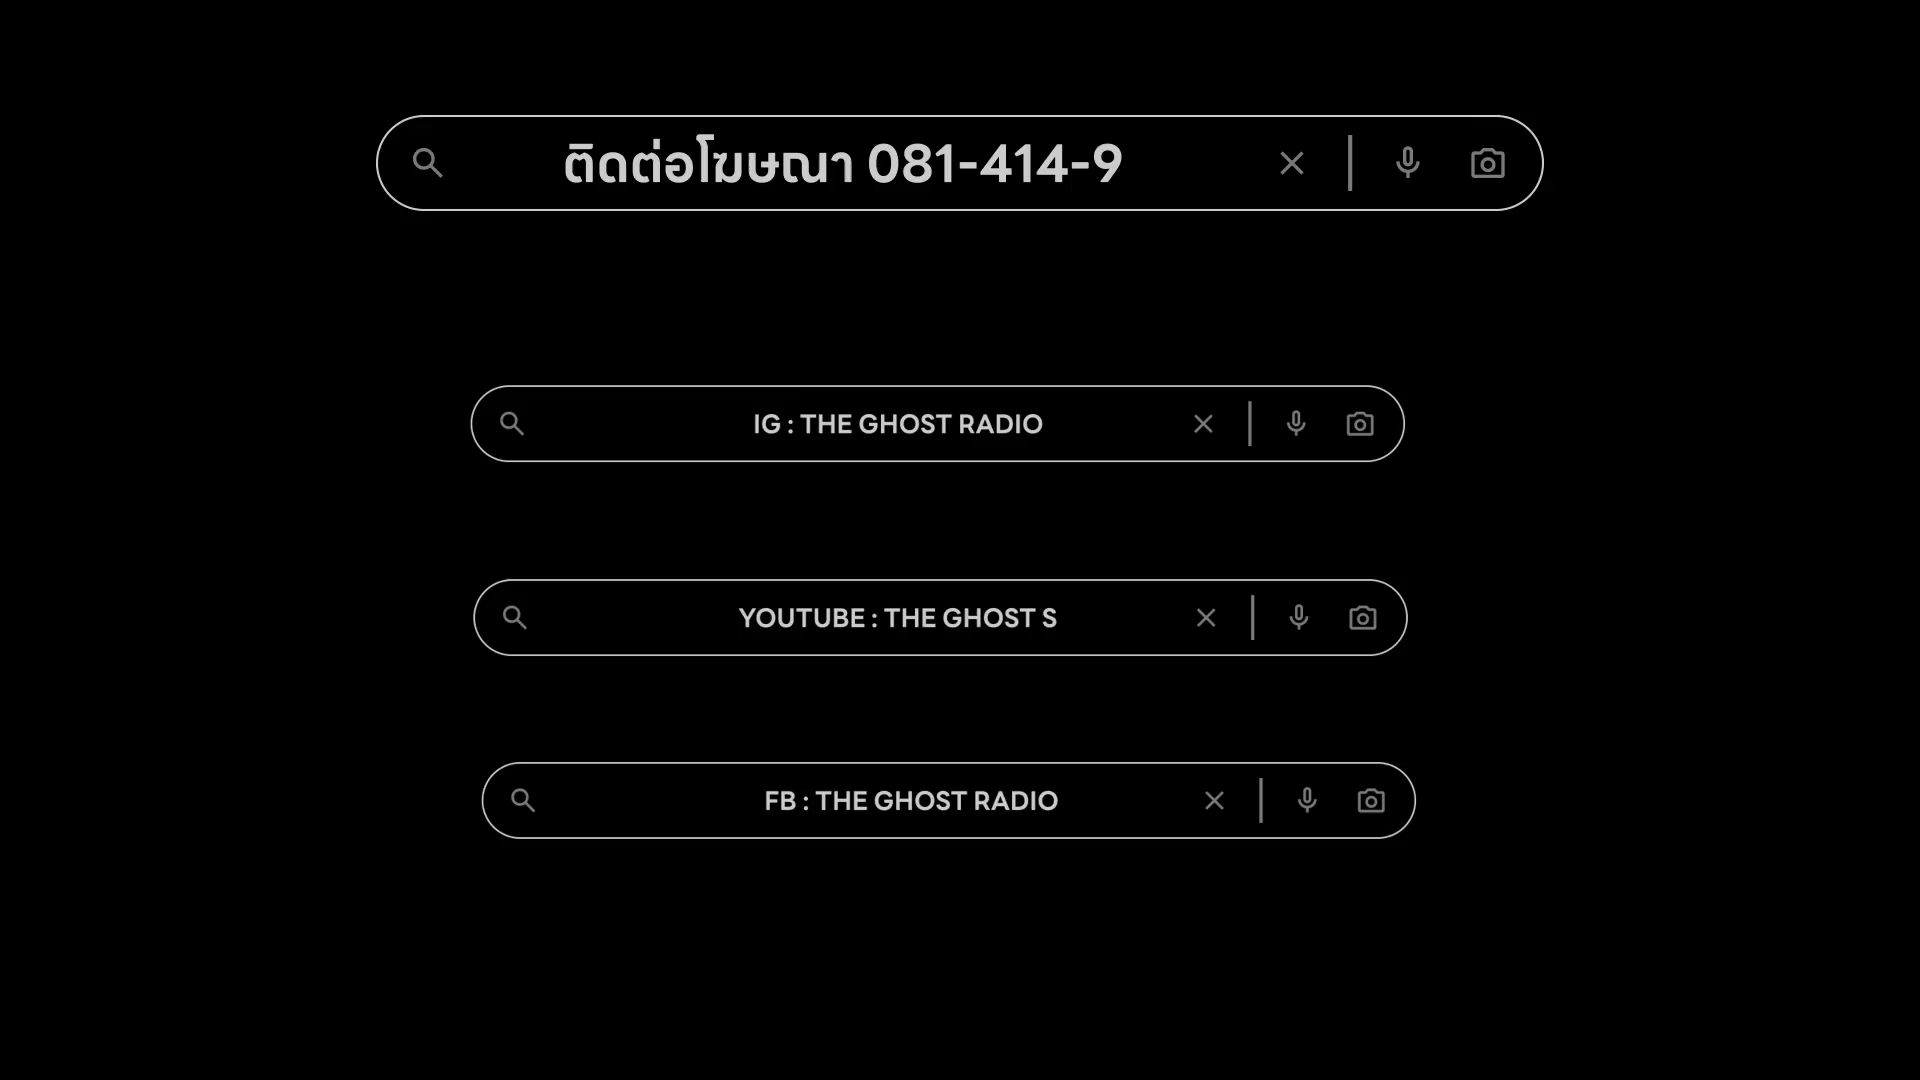 ติดต่อโฆษณา 081-414-9
IG : THE GHOST RADIO
YOUTUBE : THE GHOST S
FB : THE GHOST RADIO